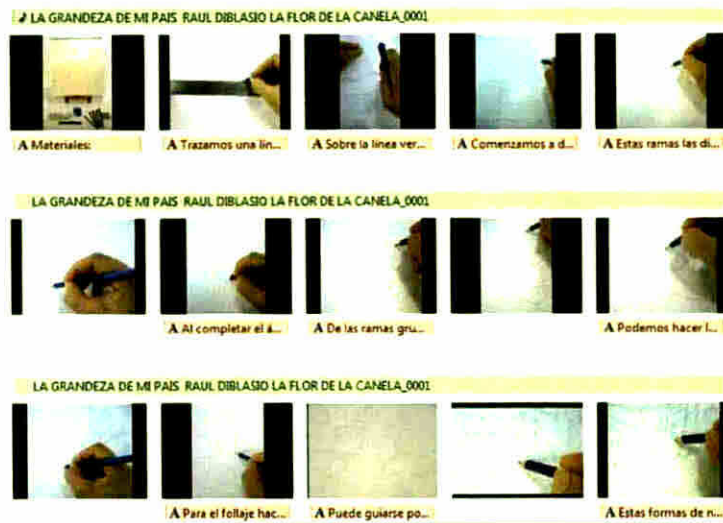 ♪ LA GRANDEZA DE MI PAIS RAUL DIBLASIO LA FLOR DE LA CANELA_0001
A Materiales:
A Trazamos una lín...
A Sobre la línea ver...
A Comenzamos a d...
A Estas ramas las di...
LA GRANDEZA DE MI PAIS RAUL DIBLASIO LA FLOR DE LA CANELA_0001
A Al completar el á...
A De las ramas gru...
A Podemos hacer l...
LA GRANDEZA DE MI PAIS RAUL DIBLASIO LA FLOR DE LA CANELA_0001
A Para el follaje hac...
A Puede guiarse po...
A Estas formas de n...